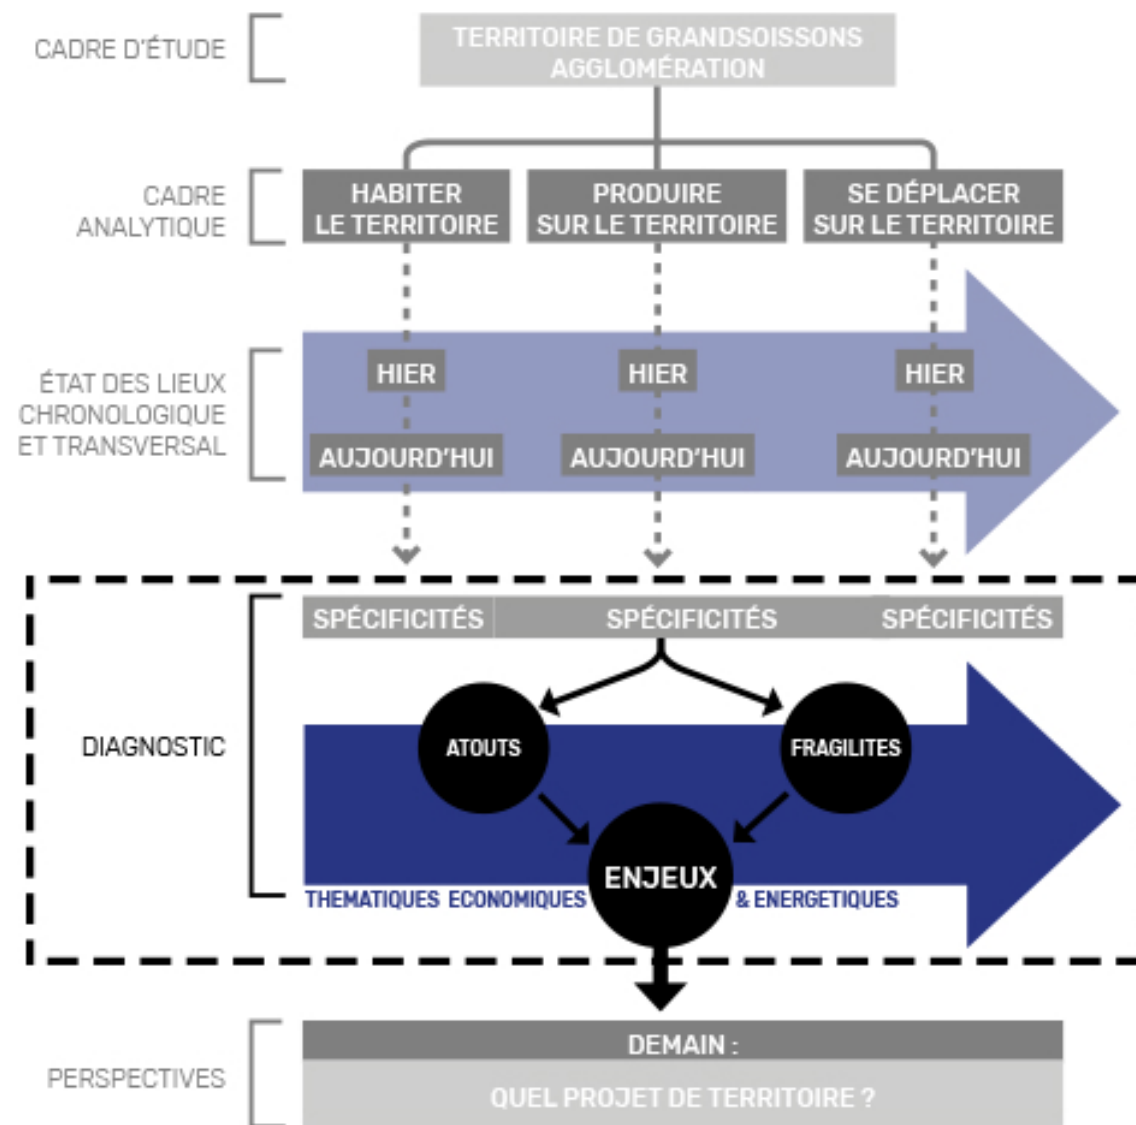 CADRE D'ÉTUDE
TERRITOIRE DE GRANDSOISSONS
AGGLOMÉRATION
CADRE
ANALYTIQUE
HABITER
LE TERRITOIRE
PRODUIRE
SUR LE TERRITOIRE
SE DÉPLACER
SUR LE TERRITOIRE
ÉTAT DES LIEUX
CHRONOLOGIQUE
ET TRANSVERSAL
HIER
HIER
HIER
AUJOURD'HUI
AUJOURD'HUI
AUJOURD'HUI
DIAGNOSTIC
SPÉCIFICITÉS
SPÉCIFICITÉS
SPÉCIFICITÉS
ATOUTS
FRAGILITES
ENJEUX
THEMATIQUES ECONOMIQUES
& ENERGETIQUES
PERSPECTIVES
DEMAIN :
QUEL PROJET DE TERRITOIRE ?